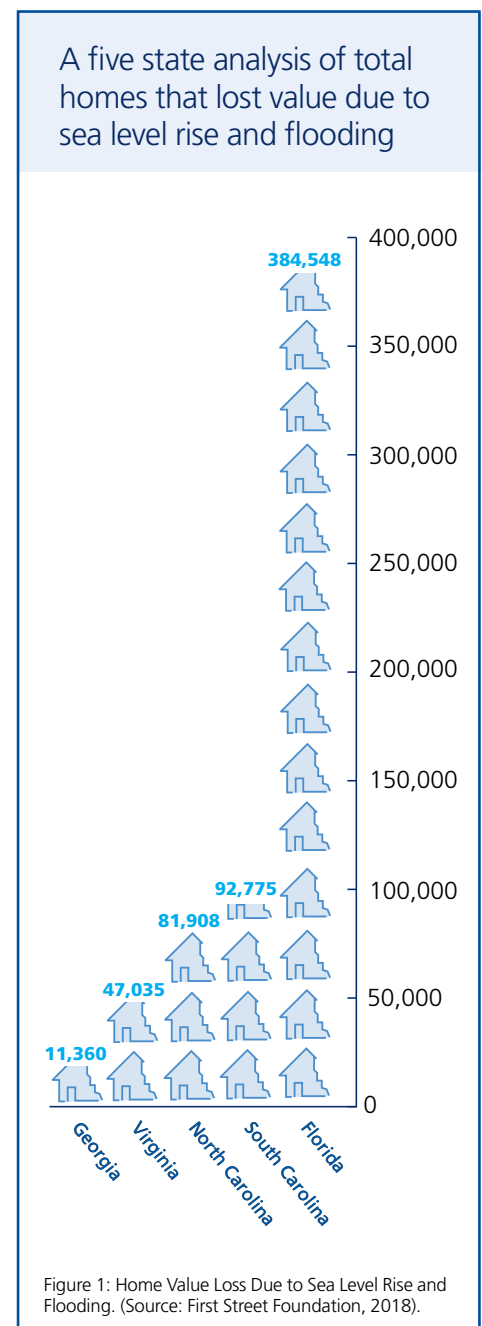 A five state analysis of total
homes that lost value due to
sea level rise and flooding
400,000
384,548
350,000
300,000
250,000
200,000
150,000
100,000
92,775
81,908
50,000
47,035
11,360
0
Georgia
Virginia
North Carolina
South Carolina
Florida
Figure 1: Home Value Loss Due to Sea Level Rise and
Flooding. (Source: First Street Foundation, 2018).